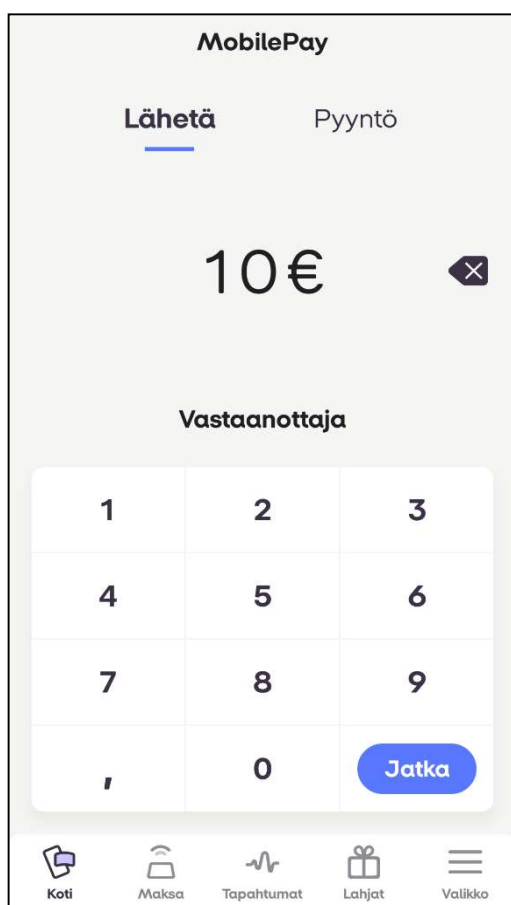 MobilePay
Lähetä Pyyntö
10€
Vastaanottaja
1 2 3
4 5 6
7 8 9
, 0 Jatka
Koti Maksa Tapahtumat Lahjat Valikko